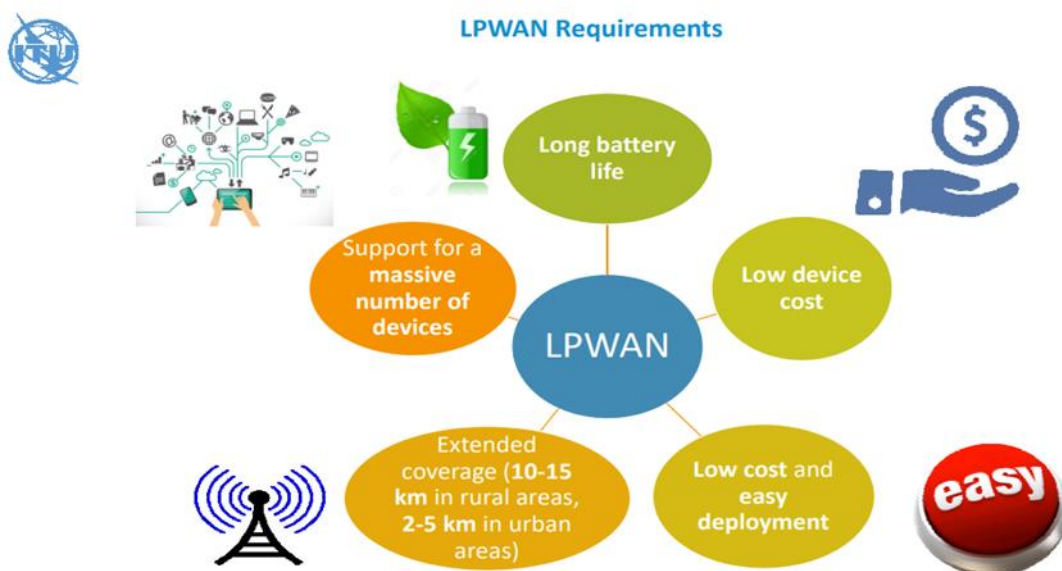 LPWAN Requirements
Long battery
life
Support for a
massive
number of
devices
Low device
cost
LPWAN
Extended
coverage (10-15
km in rural areas,
2-5 km in urban
areas)
Low cost and
easy
deployment
easy
ITU
$